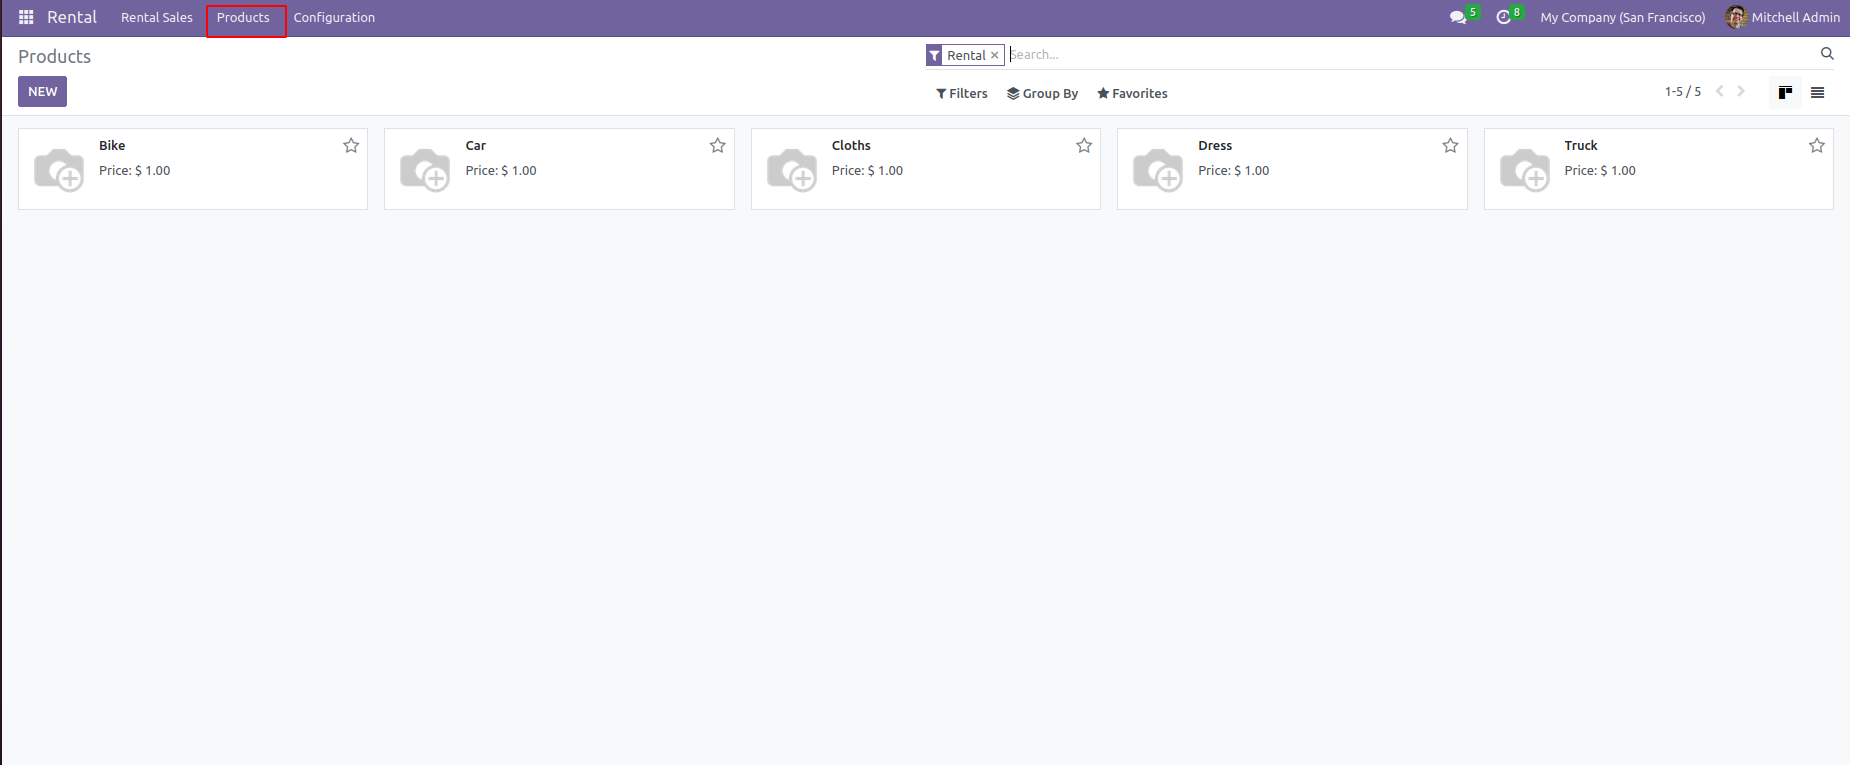 Rental Rental Sales Products Configuration 5 8 My Company (San Francisco) Mitchell Admin
Products
Rental × Search...
NEW
Filters Group By Favorites 1-5 / 5
Bike
Price: $ 1.00
Car
Price: $ 1.00
Cloths
Price: $ 1.00
Dress
Price: $ 1.00
Truck
Price: $ 1.00